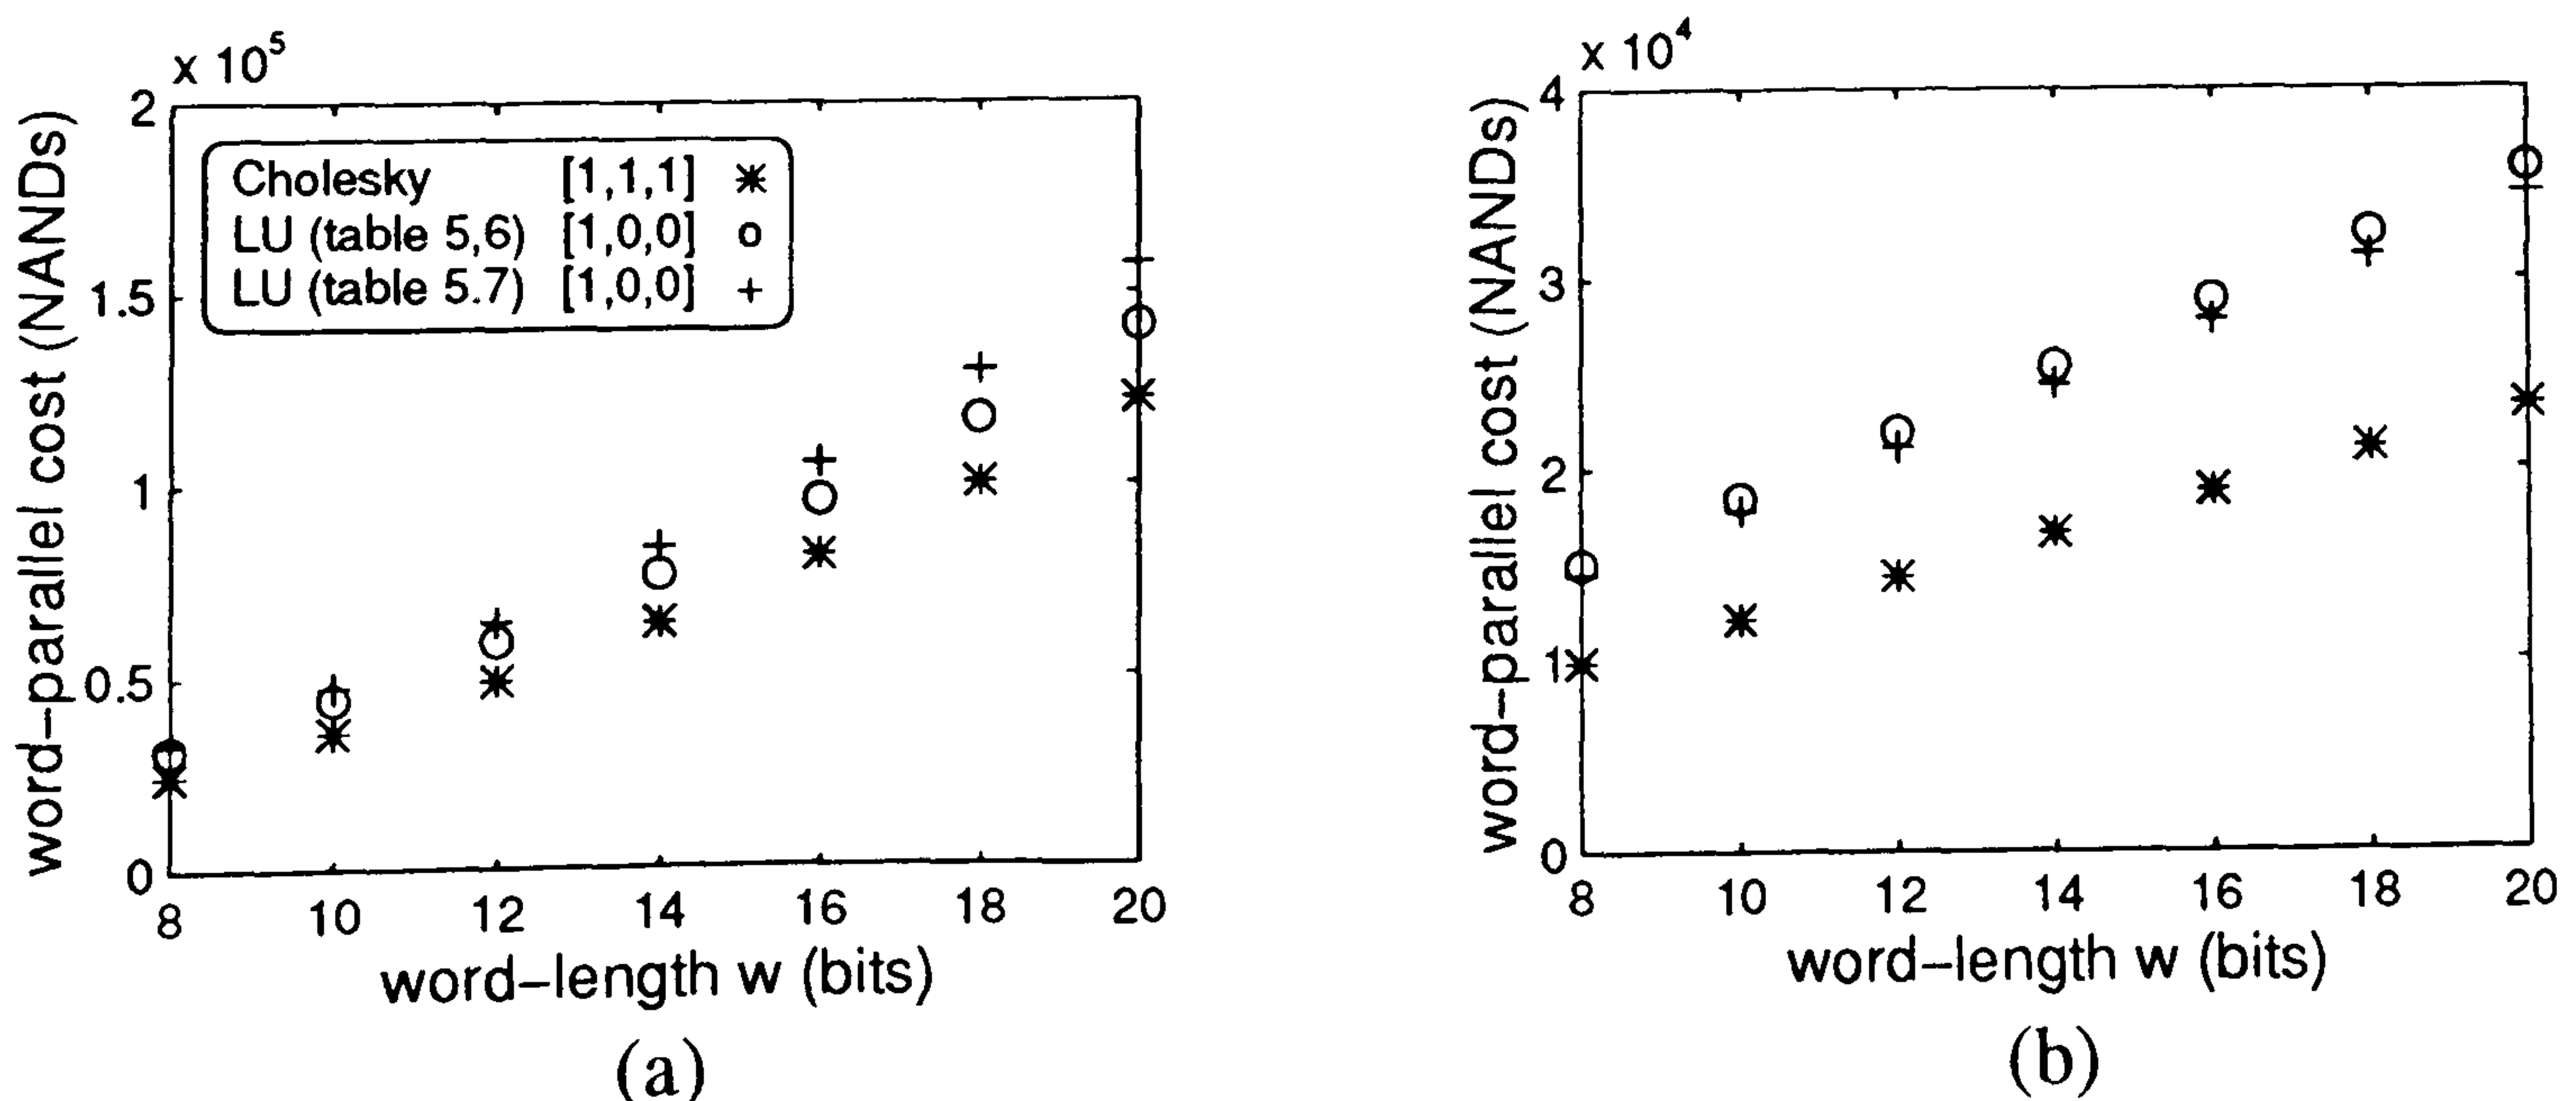 x 10^5
2
1.5
1
0.5
0
word-parallel cost (NANDs)
Cholesky [1,1,1] *
LU (table 5,6) [1,0,0] o
LU (table 5.7) [1,0,0] +
8 10 12 14 16 18 20
word-length w (bits)
(a)
x 10^4
4
3
2
1
0
word-parallel cost (NANDs)
8 10 12 14 16 18 20
word-length w (bits)
(b)